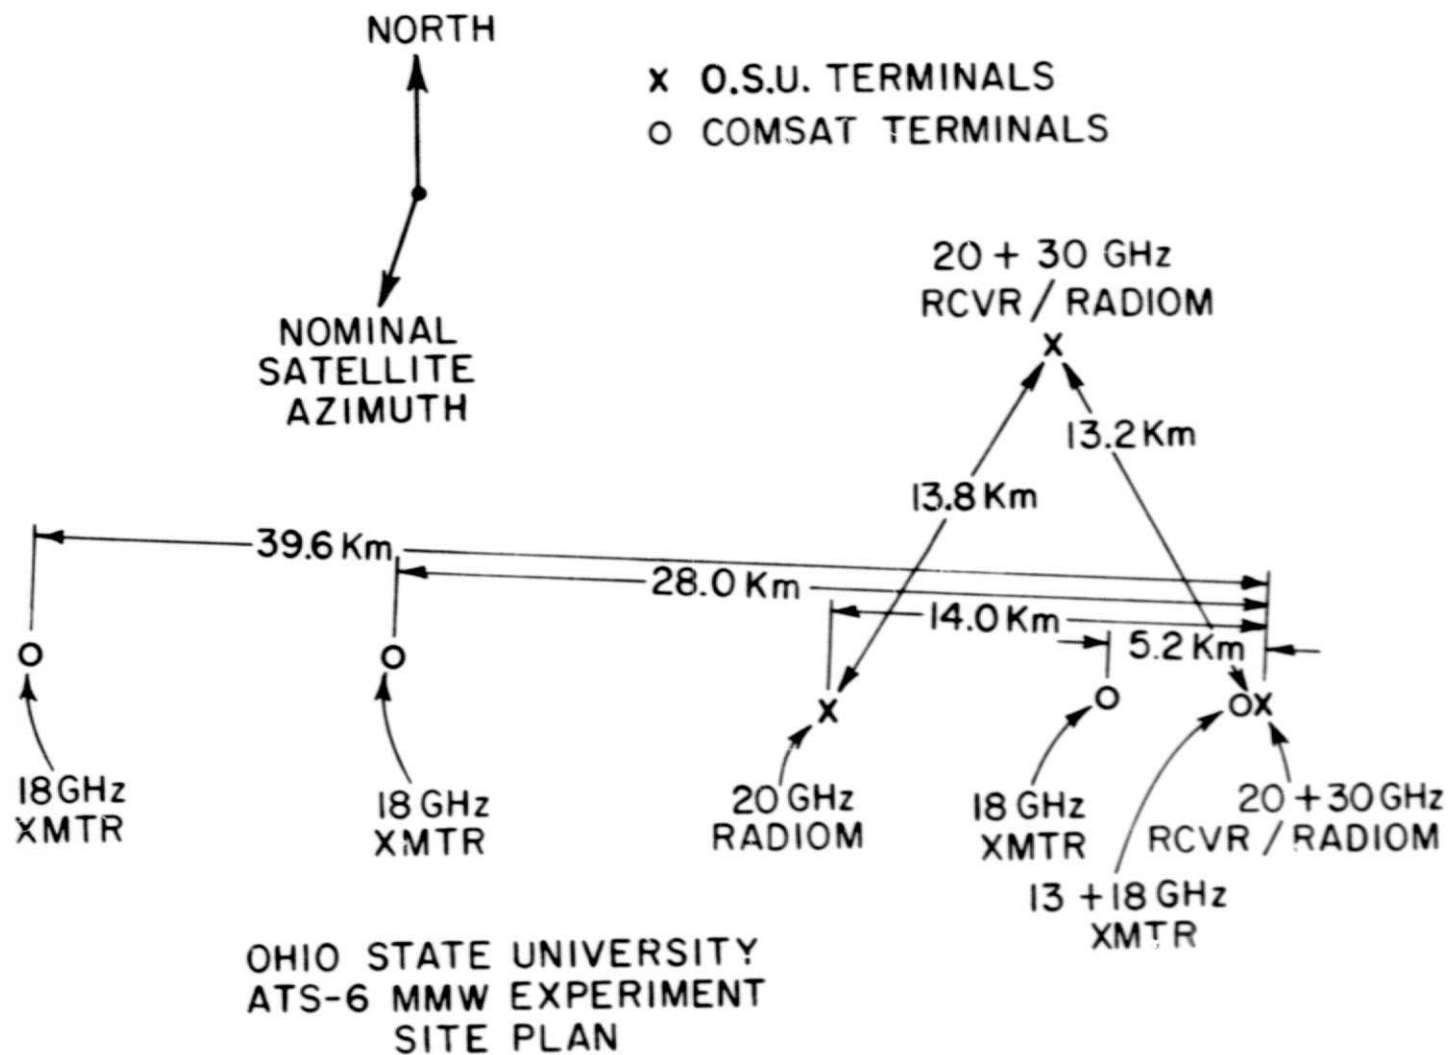 NORTH
X O.S.U. TERMINALS
O COMSAT TERMINALS
NOMINAL
SATELLITE
AZIMUTH
20 + 30 GHz
RCVR / RADIOM
X
13.2 Km
13.8 Km
39.6 Km
28.0 Km
14.0 Km
5.2 Km
O
O
X
O
OX
18 GHz
XMTR
18 GHz
XMTR
20 GHz
RADIOM
18 GHz
XMTR
20 + 30 GHz
RCVR / RADIOM
13 + 18 GHz
XMTR
OHIO STATE UNIVERSITY
ATS-6 MMW EXPERIMENT
SITE PLAN